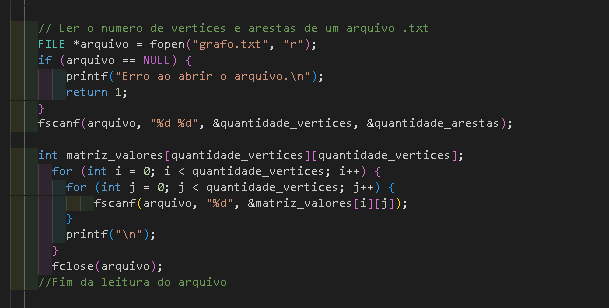 // Ler o numero de vertices e arestas de um arquivo .txt
FILE *arquivo = fopen("grafo.txt", "r");
if (arquivo == NULL) {
printf("Erro ao abrir o arquivo.\n");
return 1;
}
fscanf(arquivo, "%d %d", &quantidade_vertices, &quantidade_arestas);
int matriz_valores[quantidade_vertices][quantidade_vertices];
for (int i = 0; i < quantidade_vertices; i++) {
for (int j = 0; j < quantidade_vertices; j++) {
fscanf(arquivo, "%d", &matriz_valores[i][j]);
}
printf("\n");
}
fclose(arquivo);
//Fim da leitura do arquivo